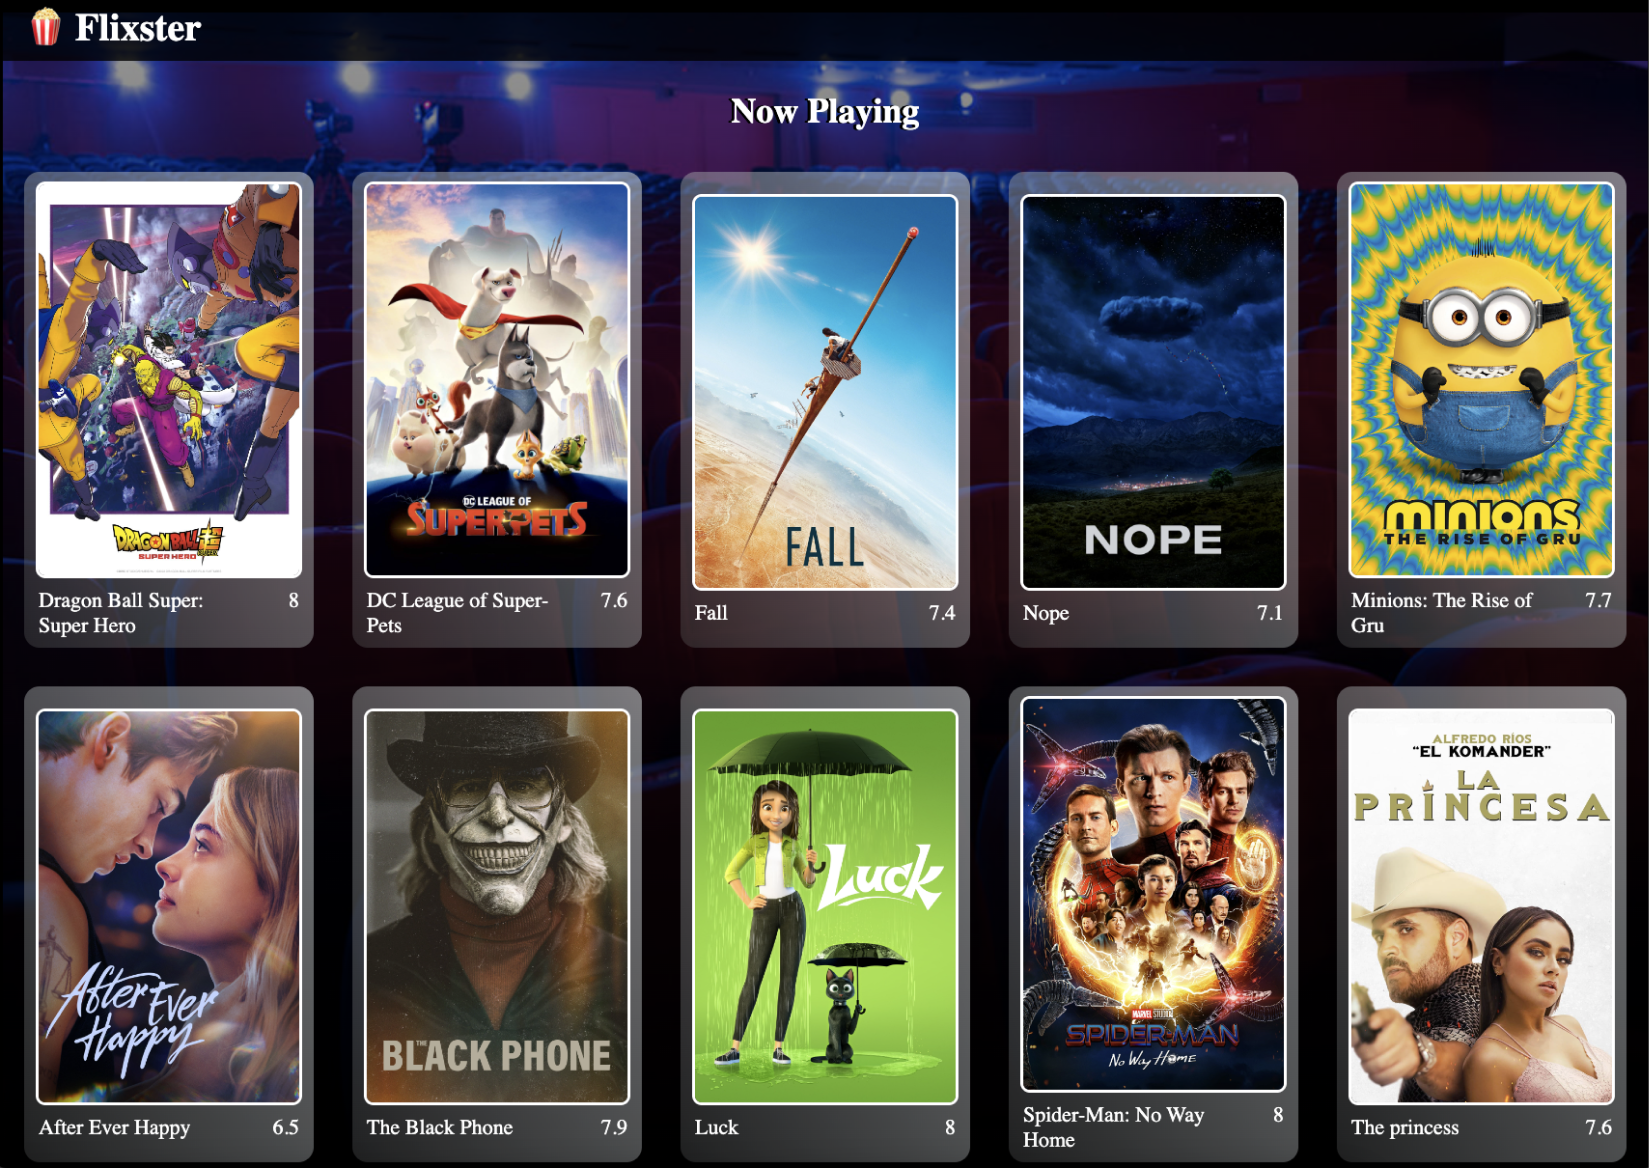 Flixster
Now Playing
DRAGON BALL
SUPER HERO
DC LEAGUE OF
SUPER-PETS
FALL
NOPE
MINIONS
THE RISE OF GRU
Dragon Ball Super: 8
Super Hero
DC League of Super- 7.6
Pets
Fall 7.4
Nope 7.1
Minions: The Rise of 7.7
Gru
After Ever
Happy
THE
BLACK PHONE
Luck
MARVEL STUDIOS
SPIDER-MAN
No Way Home
ALFREDO RÍOS
"EL KOMANDER"
LA
PRINCESA
After Ever Happy 6.5
The Black Phone 7.9
Luck 8
Spider-Man: No Way 8
Home
The princess 7.6